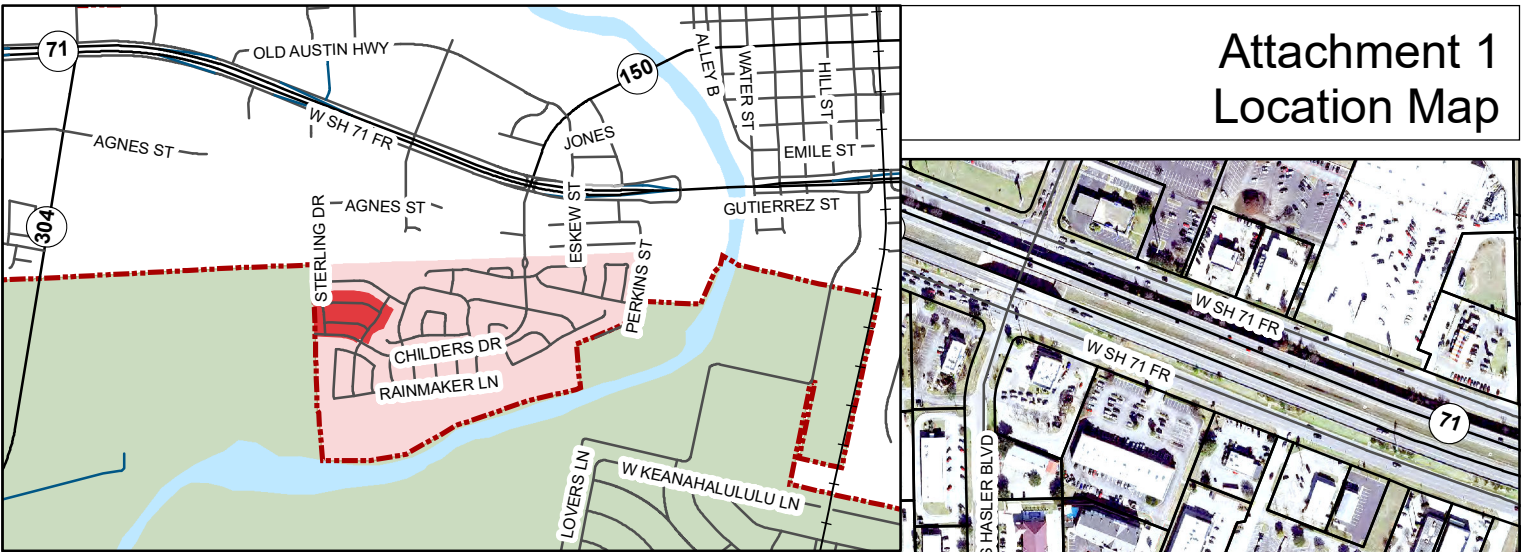 Attachment 1
Location Map
71
OLD AUSTIN HWY
150
ALLEY B
WATER ST
HILL ST
W SH 71 FR
JONES
AGNES ST
EMILE ST
304
STERLING DR
AGNES ST
ESKEW ST
GUTIERREZ ST
PERKINS ST
CHILDERS DR
RAINMAKER LN
LOVERS LN
W KEANAHALULULU LN
W SH 71 FR
W SH 71 FR
71
S HASLER BLVD